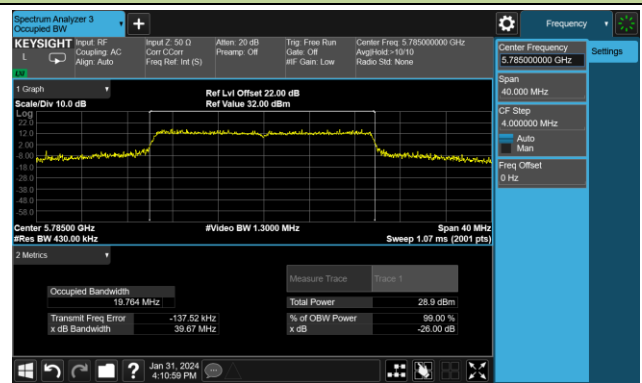 Spectrum Analyzer 3
Occupied BW
Frequency
KEYSIGHT
L
Input: RF
Coupling: AC
Align: Auto
Input Z: 50 Ω
Corr CCorr
Freq Ref: Int (S)
Atten: 20 dB
Preamp: Off
Trig: Free Run
Gate: Off
#IF Gain: Low
Center Freq: 5.785000000 GHz
Avg|Hold:>10/10
Radio Std: None
Center Frequency
5.785000000 GHz
Settings
Span
40.000 MHz
CF Step
4.000000 MHz
Auto
Man
Freq Offset
0 Hz
1 Graph
Scale/Div 10.0 dB
Ref Lvl Offset 22.00 dB
Ref Value 32.00 dBm
Log
22.0
12.0
2.00
-8.00
-18.0
-28.0
-38.0
-48.0
-58.0
Center 5.78500 GHz
#Res BW 430.00 kHz
#Video BW 1.3000 MHz
Span 40 MHz
Sweep 1.07 ms (2001 pts)
2 Metrics
Measure Trace
Trace 1
Occupied Bandwidth
19.764 MHz
Total Power
28.9 dBm
Transmit Freq Error
-137.52 kHz
% of OBW Power
99.00 %
x dB Bandwidth
39.67 MHz
x dB
-26.00 dB
?
Jan 31, 2024
4:10:59 PM